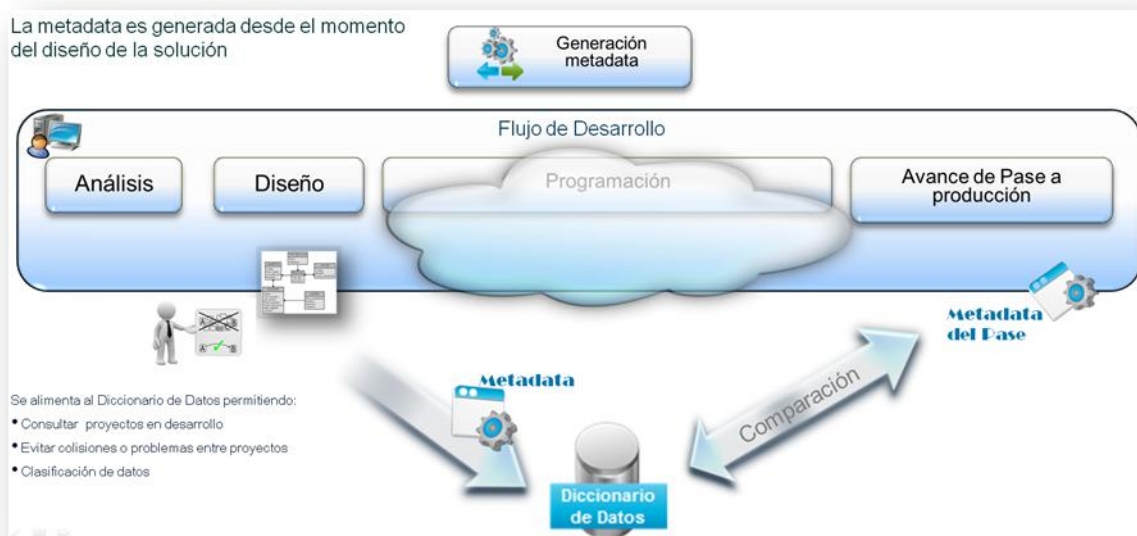 La metadata es generada desde el momento
del diseño de la solución
Generación
metadata
Flujo de Desarrollo
Análisis
Diseño
Programación
Avance de Pase a
producción
Metadata
del Pase
Metadata
Comparación
Se alimenta al Diccionario de Datos permitiendo:
• Consultar proyectos en desarrollo
• Evitar colisiones o problemas entre proyectos
• Clasificación de datos
Diccionario
de Datos